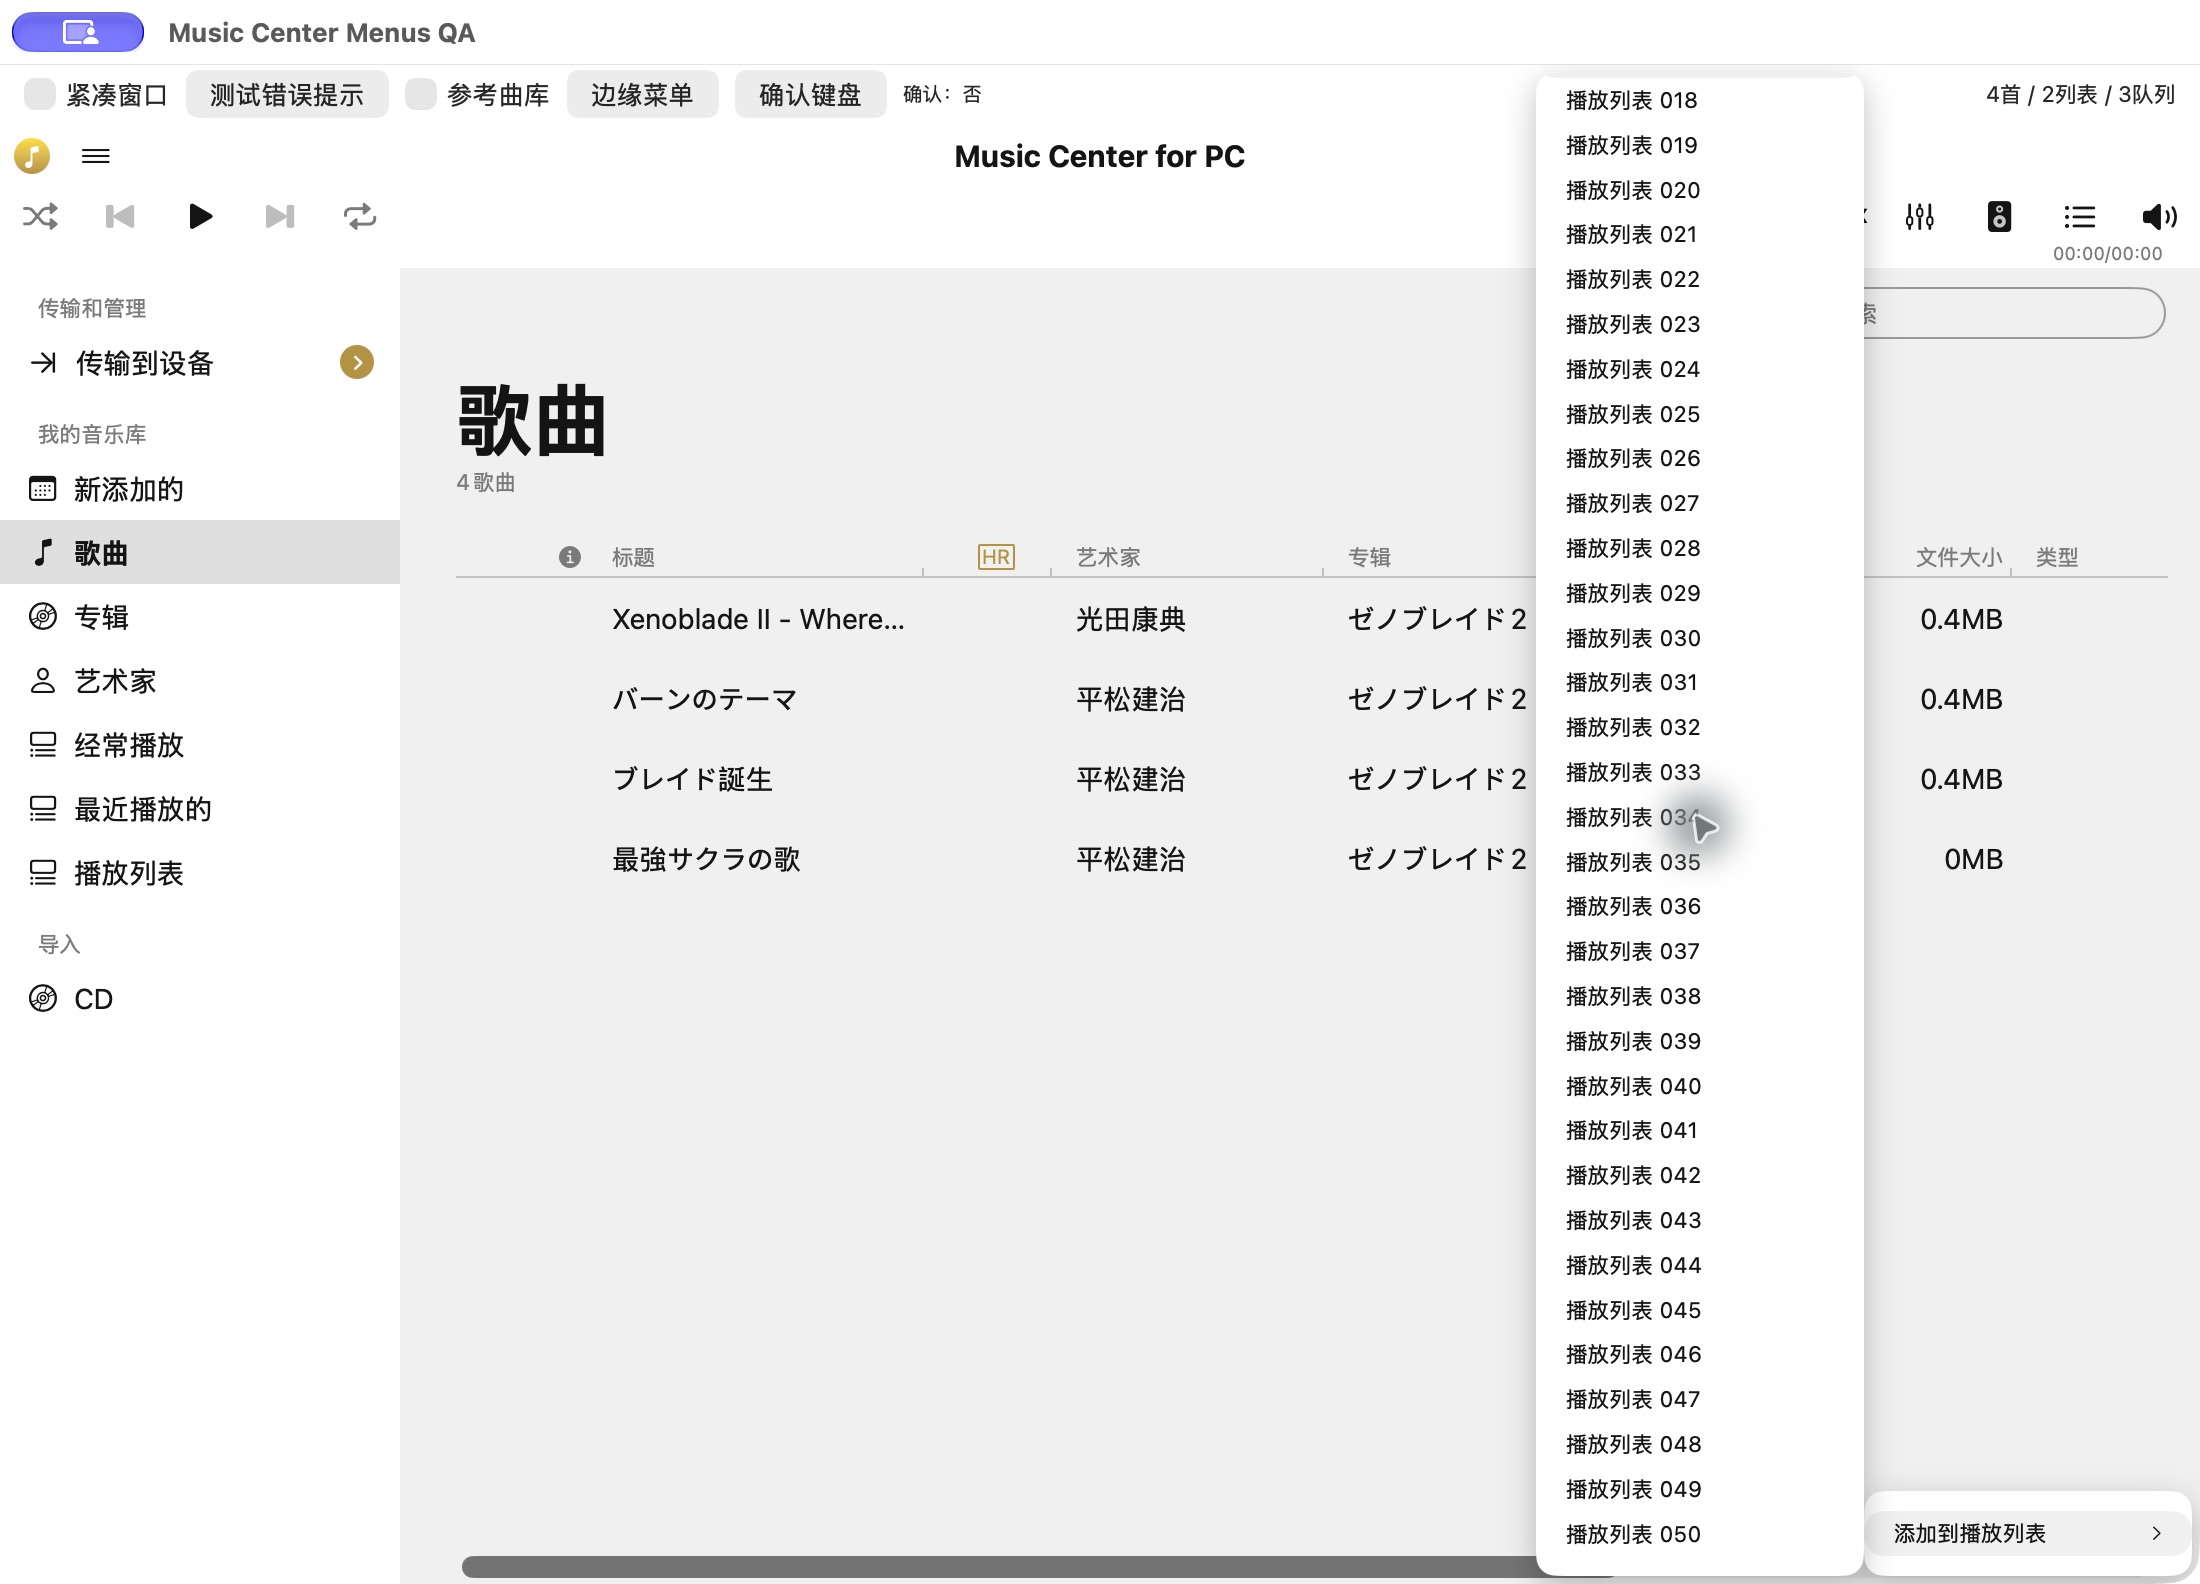 Music Center Menus QA
紧凑窗口 测试错误提示 参考曲库 边缘菜单 确认键盘 确认：否 4首 / 2列表 / 3队列
Music Center for PC
00:00/00:00
传输和管理
传输到设备
我的音乐库
新添加的
歌曲
专辑
艺术家
经常播放
最近播放的
播放列表
导入
CD
索
歌曲
4歌曲
标题 HR 艺术家 专辑 文件大小 类型
Xenoblade II - Where... 光田康典 ゼノブレイド2 0.4MB
バーンのテーマ 平松建治 ゼノブレイド2 0.4MB
ブレイド誕生 平松建治 ゼノブレイド2 0.4MB
最強サクラの歌 平松建治 ゼノブレイド2 0MB
播放列表 018
播放列表 019
播放列表 020
播放列表 021
播放列表 022
播放列表 023
播放列表 024
播放列表 025
播放列表 026
播放列表 027
播放列表 028
播放列表 029
播放列表 030
播放列表 031
播放列表 032
播放列表 033
播放列表 034
播放列表 035
播放列表 036
播放列表 037
播放列表 038
播放列表 039
播放列表 040
播放列表 041
播放列表 042
播放列表 043
播放列表 044
播放列表 045
播放列表 046
播放列表 047
播放列表 048
播放列表 049
播放列表 050
添加到播放列表